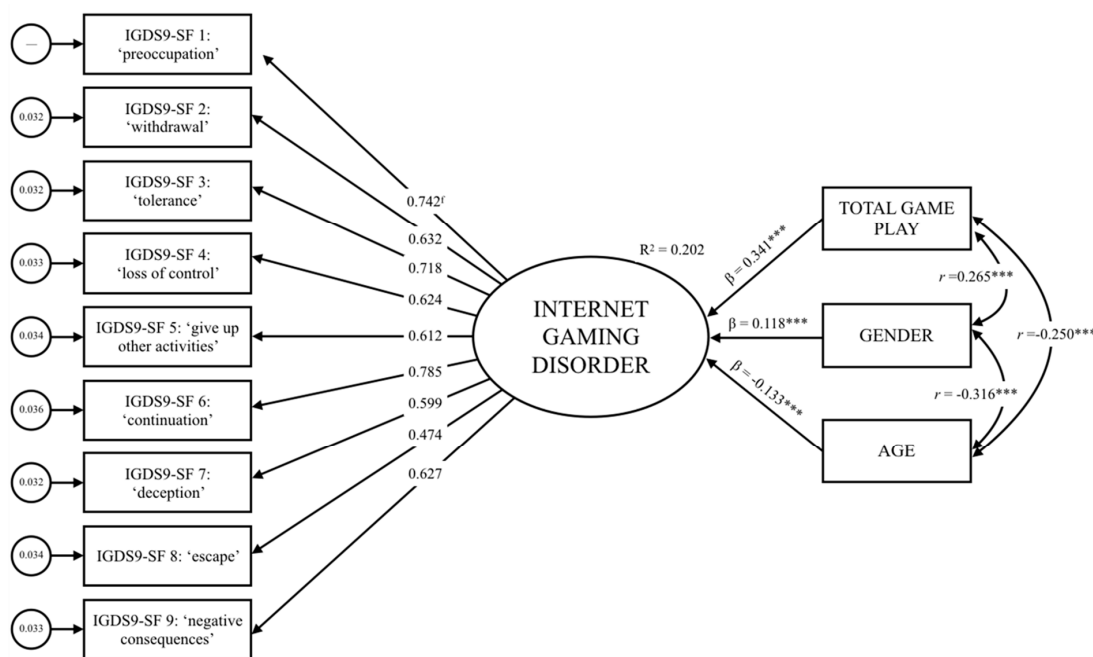 —
IGDS9-SF 1:
‘preoccupation’
0.032
IGDS9-SF 2:
‘withdrawal’
0.032
IGDS9-SF 3:
‘tolerance’
0.033
IGDS9-SF 4:
‘loss of control’
0.034
IGDS9-SF 5: ‘give up
other activities’
0.036
IGDS9-SF 6:
‘continuation’
0.032
IGDS9-SF 7:
‘deception’
0.034
IGDS9-SF 8: ‘escape’
0.033
IGDS9-SF 9: ‘negative
consequences’
0.742ᶠ
0.632
0.718
0.624
0.612
0.785
0.599
0.474
0.627
R² = 0.202
INTERNET
GAMING
DISORDER
β = 0.341***
β = 0.118***
β = -0.133***
TOTAL GAME
PLAY
GENDER
AGE
r =0.265***
r =-0.250***
r = -0.316***